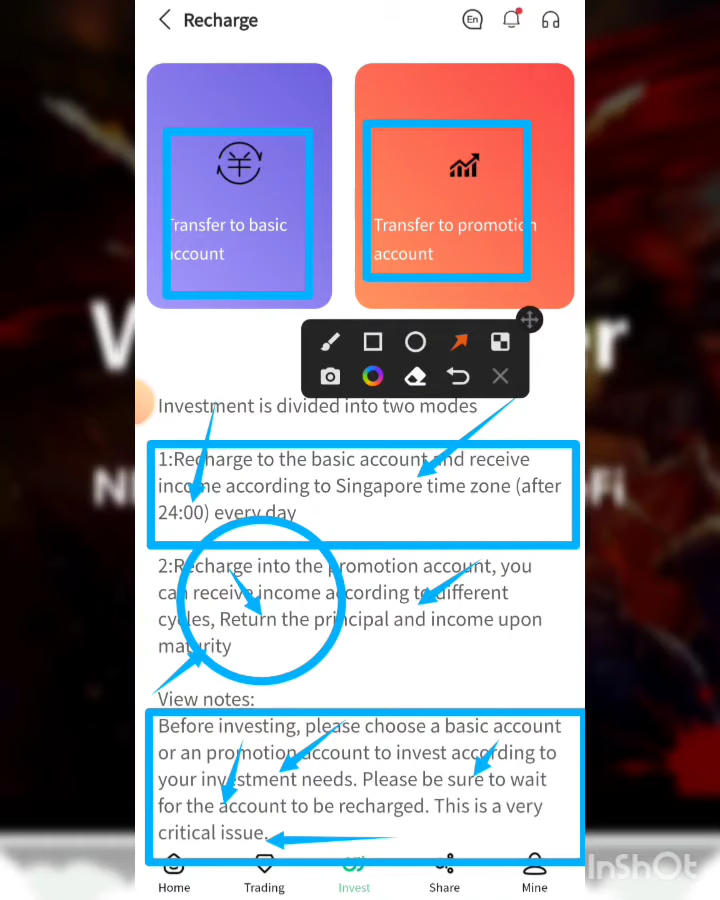 Recharge
En
Transfer to basic
account
Transfer to promotion
account
Investment is divided into two modes
1:Recharge to the basic account and receive
income according to Singapore time zone (after
24:00) every day
2:Recharge into the promotion account, you
can receive income according to different
cycles, Return the principal and income upon
maturity
View notes:
Before investing, please choose a basic account
or an promotion account to invest according to
your investment needs. Please be sure to wait
for the account to be recharged. This is a very
critical issue.
Home
Trading
Invest
Share
Mine
InShOt